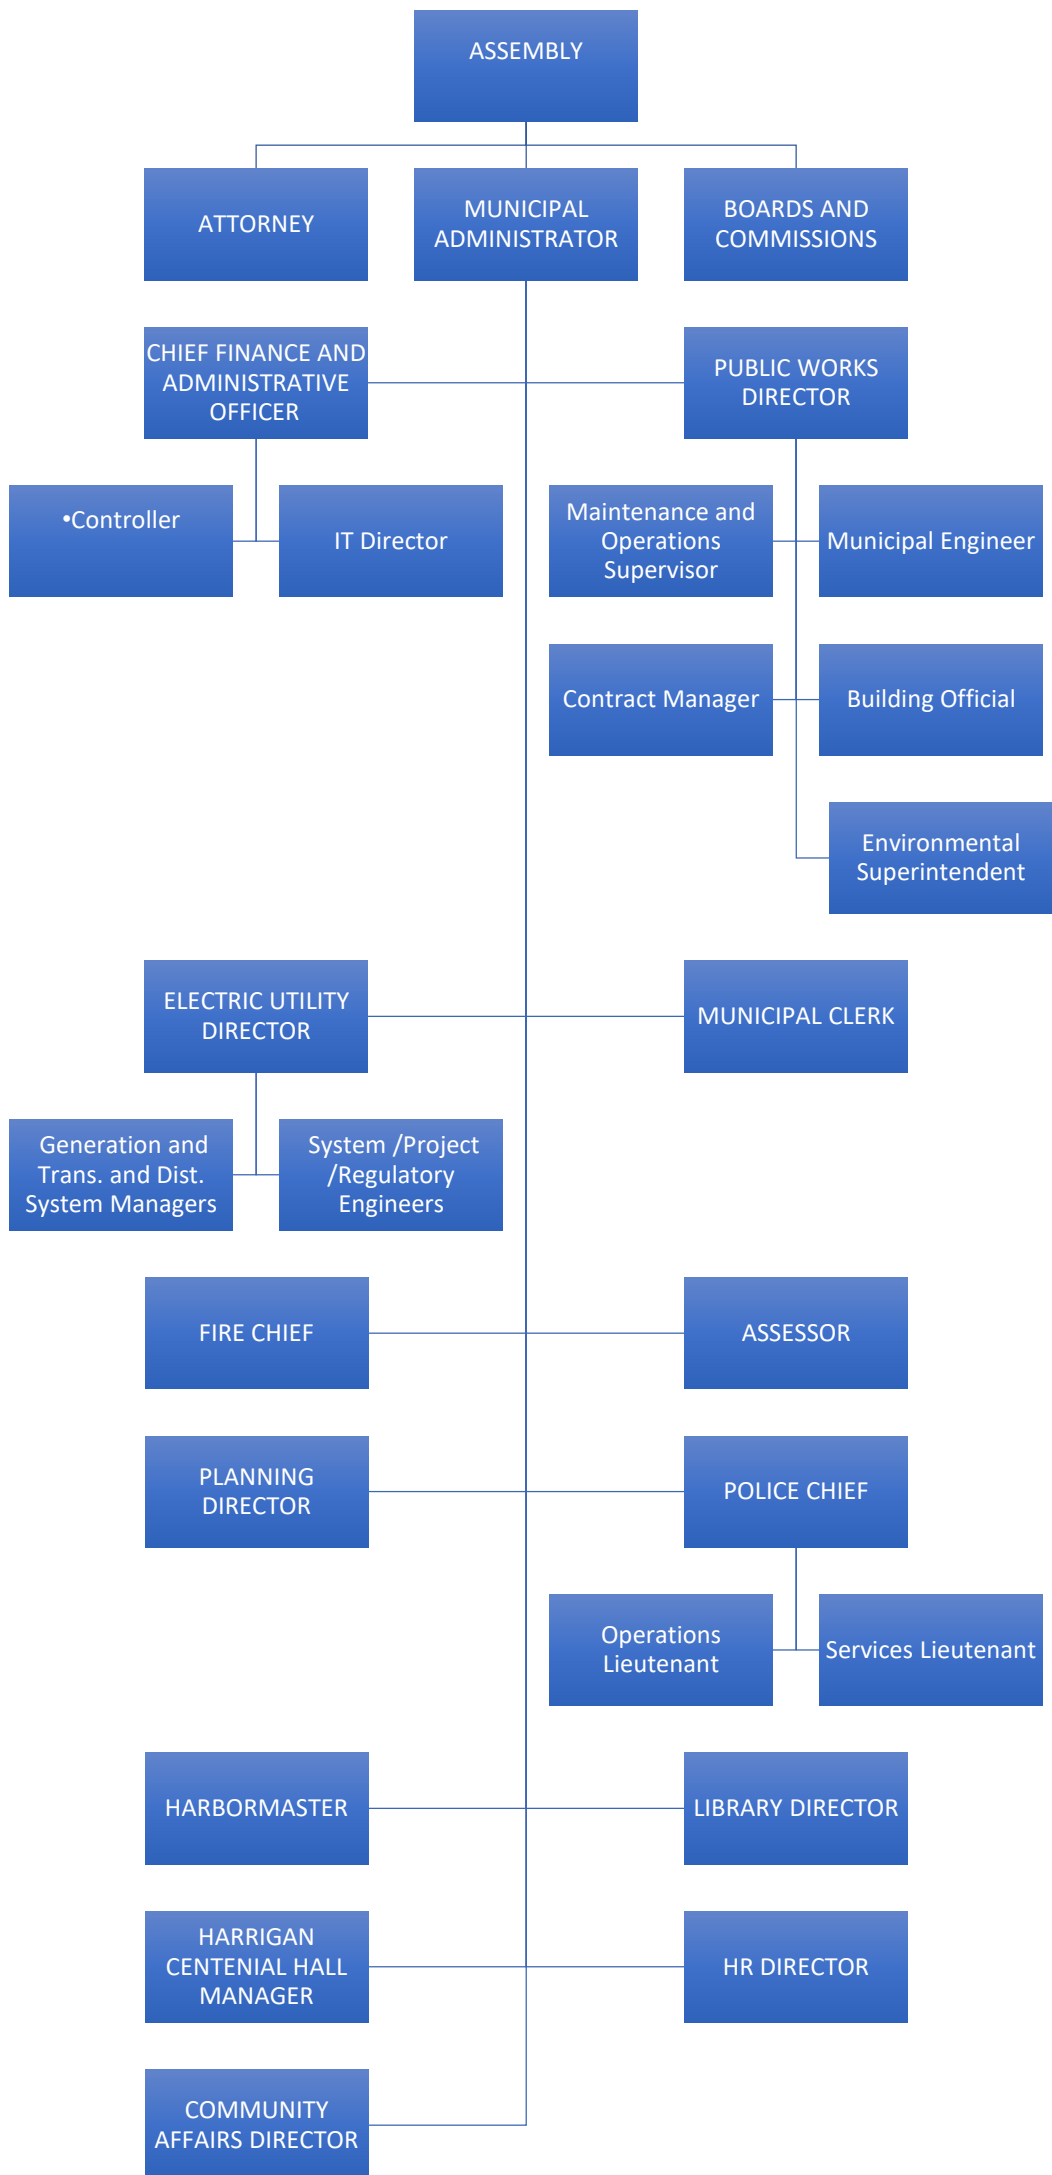 ASSEMBLY
ATTORNEY
MUNICIPAL
ADMINISTRATOR
BOARDS AND
COMMISSIONS
CHIEF FINANCE AND
ADMINISTRATIVE
OFFICER
PUBLIC WORKS
DIRECTOR
•Controller
IT Director
Maintenance and
Operations
Supervisor
Municipal Engineer
Contract Manager
Building Official
Environmental
Superintendent
ELECTRIC UTILITY
DIRECTOR
MUNICIPAL CLERK
Generation and
Trans. and Dist.
System Managers
System /Project
/Regulatory
Engineers
FIRE CHIEF
ASSESSOR
PLANNING
DIRECTOR
POLICE CHIEF
Operations
Lieutenant
Services Lieutenant
HARBORMASTER
LIBRARY DIRECTOR
HARRIGAN
CENTENIAL HALL
MANAGER
HR DIRECTOR
COMMUNITY
AFFAIRS DIRECTOR